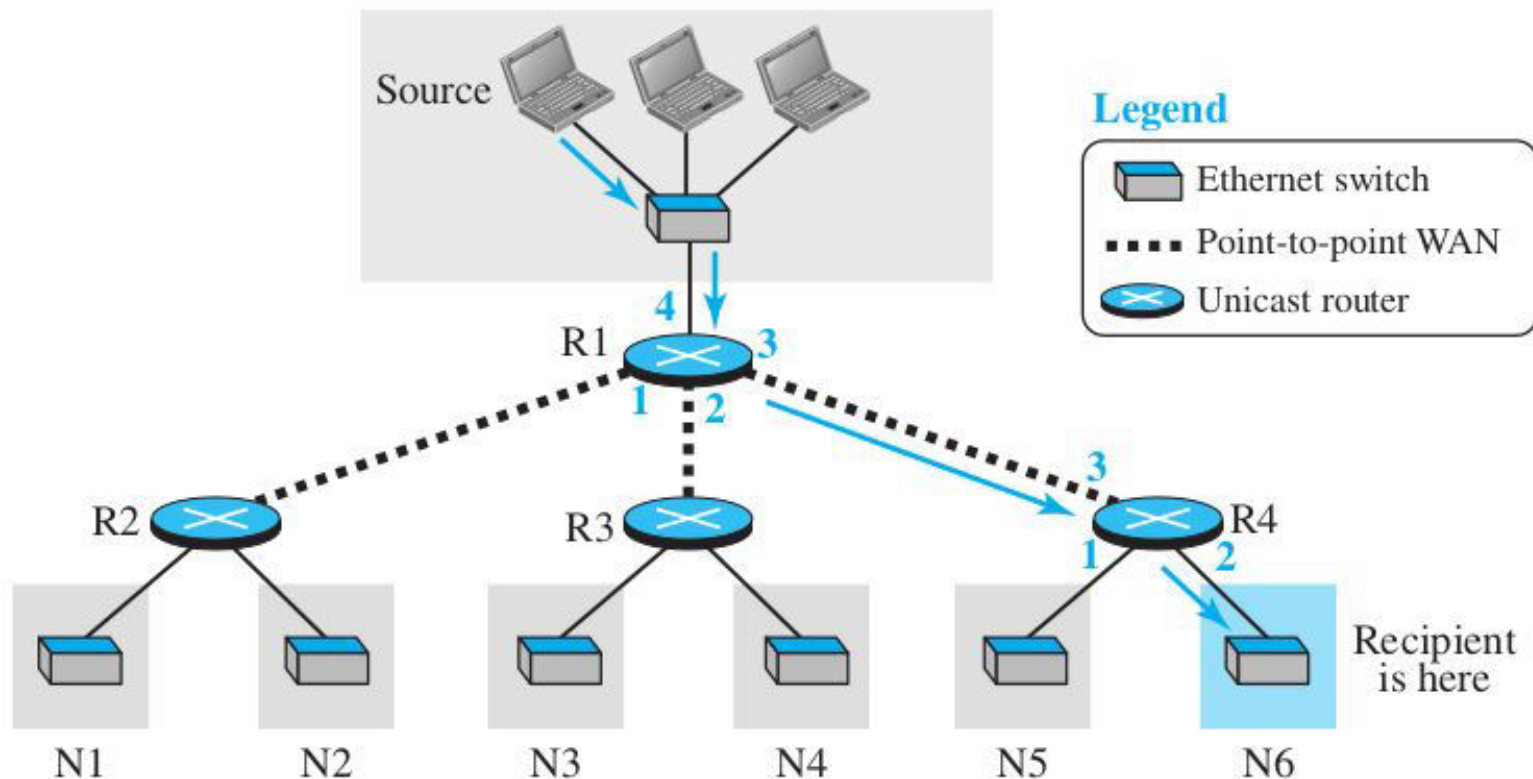 Source
Legend
Ethernet switch
Point-to-point WAN
Unicast router
4
R1
3
1
2
3
R2
R3
R4
1
2
Recipient
is here
N1
N2
N3
N4
N5
N6